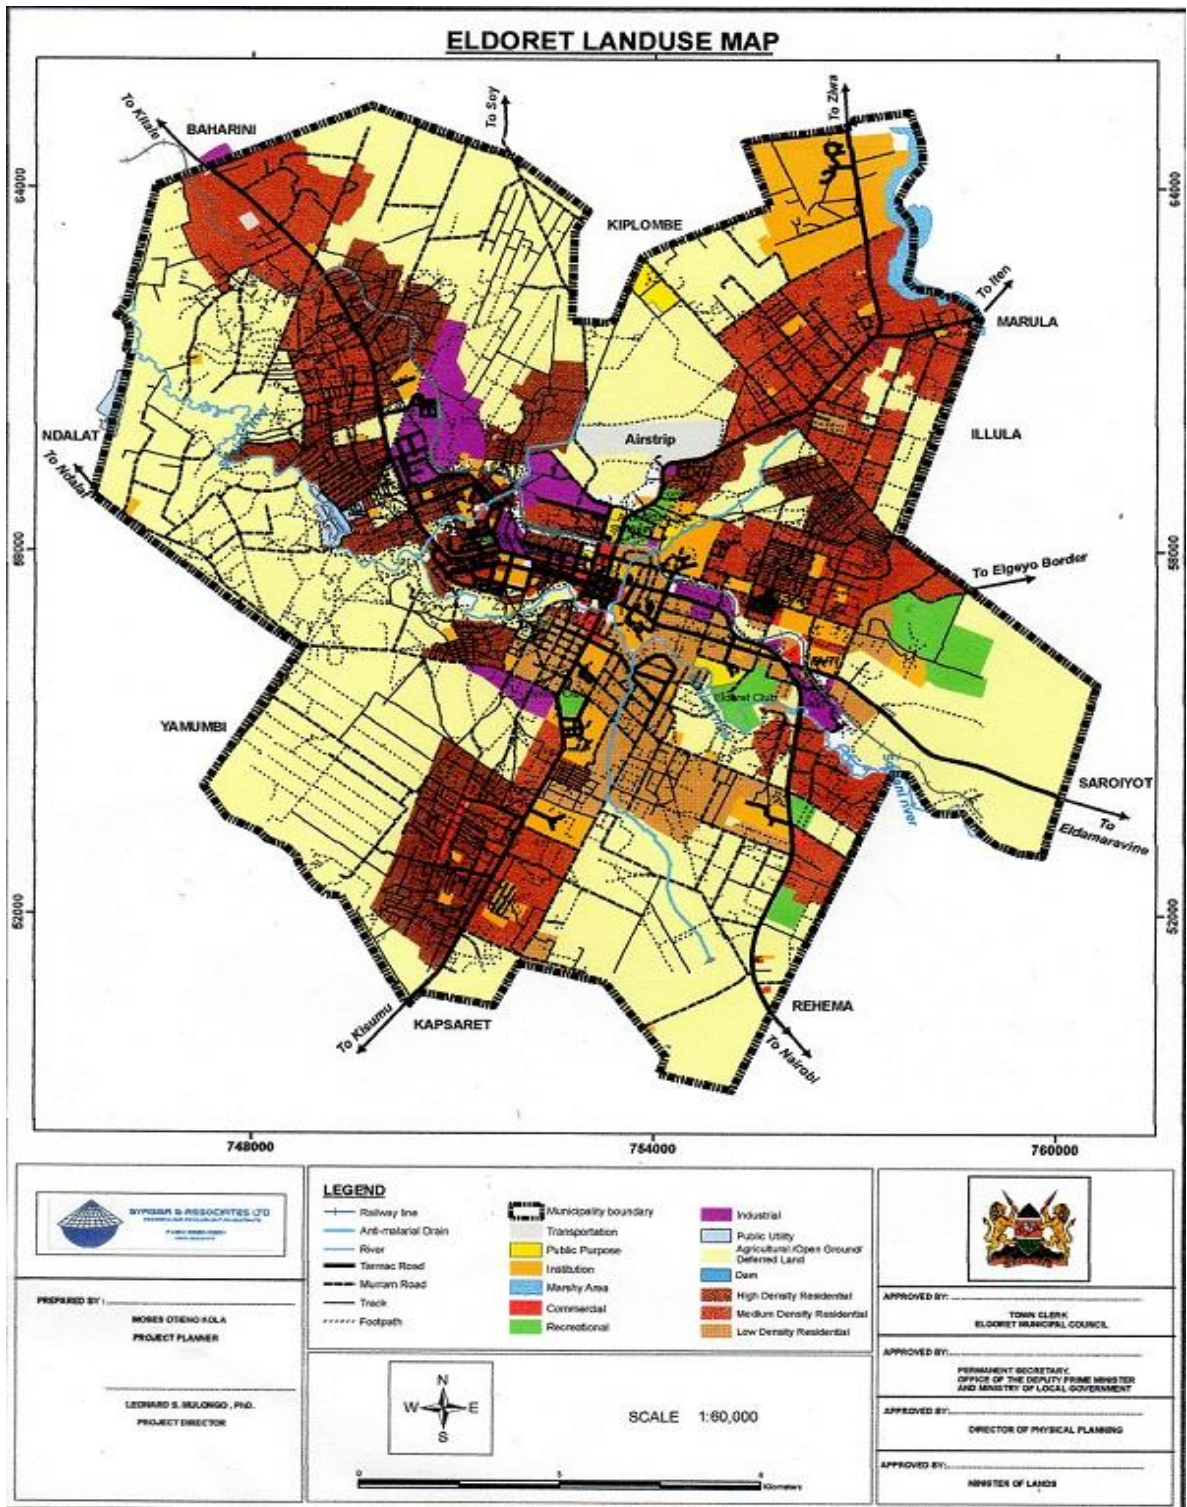 ELDORET LANDUSE MAP
To Kitale
BAHARINI
To Soy
To Ziwa
KIPLOMBE
64000
64000
To Iten
MARULA
NDALAT
To Ndalat
Airstrip
ILLULA
58000
58000
To Elgeyo Border
Eldoret Club
YAMUMBI
SAROIYOT
To
Eldamaravine
52000
52000
REHEMA
KAPSARET
To Kisumu
To Nairobi
748000
754000
760000
LEGEND
Railway line
Anti-malarial Drain
River
Tarmac Road
Murram Road
Track
Footpath
Municipality boundary
Transportation
Public Purpose
Institution
Marshy Area
Commercial
Recreational
Industrial
Public Utility
Agricultural/Open Ground/
Deferred Land
Dam
High Density Residential
Medium Density Residential
Low Density Residential
PREPARED BY :
MOSES OTIENO KOLA
PROJECT PLANNER
LEONARD S. MULONGO, PhD.
PROJECT DIRECTOR
N
W E
S
SCALE 1:60,000
0
Kilometers
APPROVED BY:
TOWN CLERK
ELDORET MUNICIPAL COUNCIL
APPROVED BY:
PERMANENT SECRETARY,
OFFICE OF THE DEPUTY PRIME MINISTER
AND MINISTRY OF LOCAL GOVERNMENT
APPROVED BY:
DIRECTOR OF PHYSICAL PLANNING
APPROVED BY:
MINISTER OF LANDS